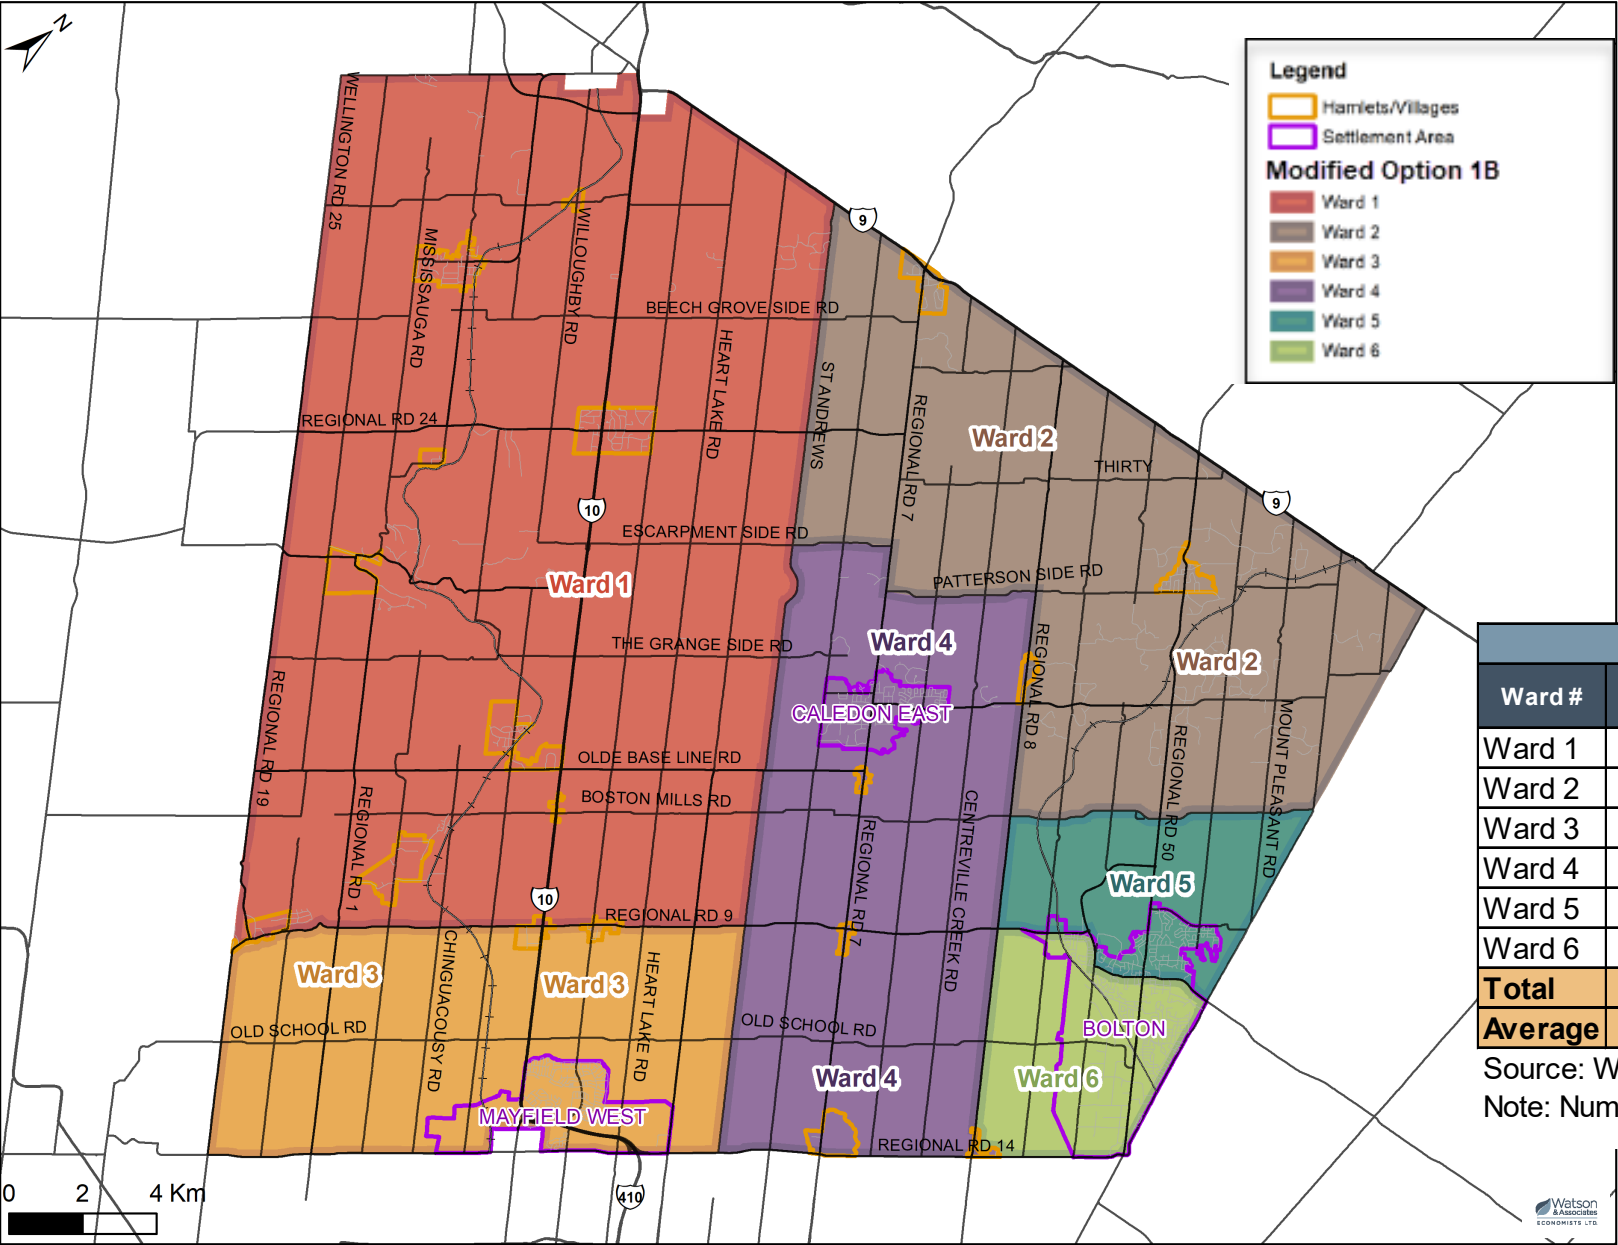 N
Legend
Hamlets/Villages
Settlement Area
Modified Option 1B
Ward 1
Ward 2
Ward 3
Ward 4
Ward 5
Ward 6
WELLINGTON RD 25
MISSISSAUGA RD
WILLOUGHBY RD
9
BEECH GROVE SIDE RD
HEART LAKE RD
ST ANDREWS
REGIONAL RD 7
REGIONAL RD 24
Ward 2
THIRTY
9
10
ESCARPMENT SIDE RD
Ward 1
PATTERSON SIDE RD
THE GRANGE SIDE RD
Ward 4
REGIONAL RD 8
Ward 2
REGIONAL RD 19
CALEDON EAST
MOUNT PLEASANT RD
REGIONAL RD 50
OLDE BASE LINE RD
BOSTON MILLS RD
REGIONAL RD 1
REGIONAL RD 7
CENTREVILLE CREEK RD
Ward 5
10
REGIONAL RD 9
CHINGUACOUSY RD
HEART LAKE RD
Ward 3
Ward 3
OLD SCHOOL RD
OLD SCHOOL RD
BOLTON
Ward 4
Ward 6
MAYFIELD WEST
REGIONAL RD 14
410
0 2 4 Km
Ward #
Ward 1
Ward 2
Ward 3
Ward 4
Ward 5
Ward 6
Total
Average
Source: W
Note: Num
Watson
& Associates
ECONOMISTS LTD.